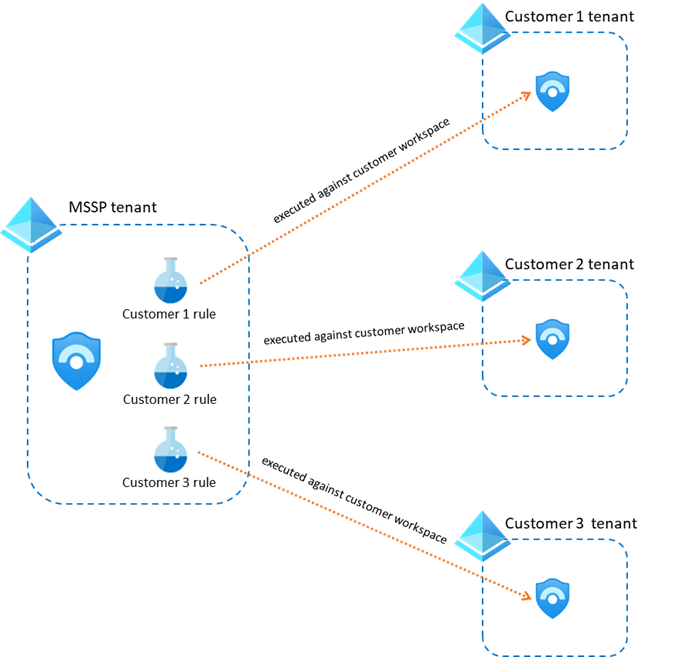 Customer 1 tenant
executed against customer workspace
MSSP tenant
Customer 1 rule
Customer 2 tenant
executed against customer workspace
Customer 2 rule
Customer 3 rule
executed against customer workspace
Customer 3 tenant